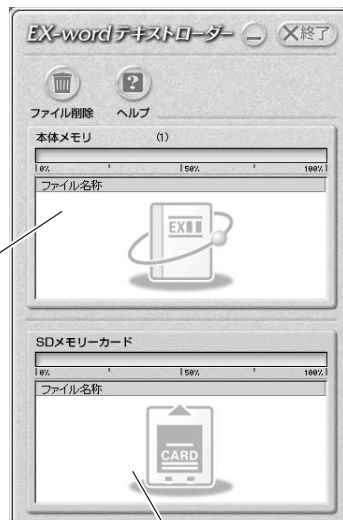 EX-word テキストローダー
終了
ファイル削除 ヘルプ
本体メモリ (1)
0% 50% 100%
ファイル名称
EX
SDメモリーカード
0% 50% 100%
ファイル名称
CARD